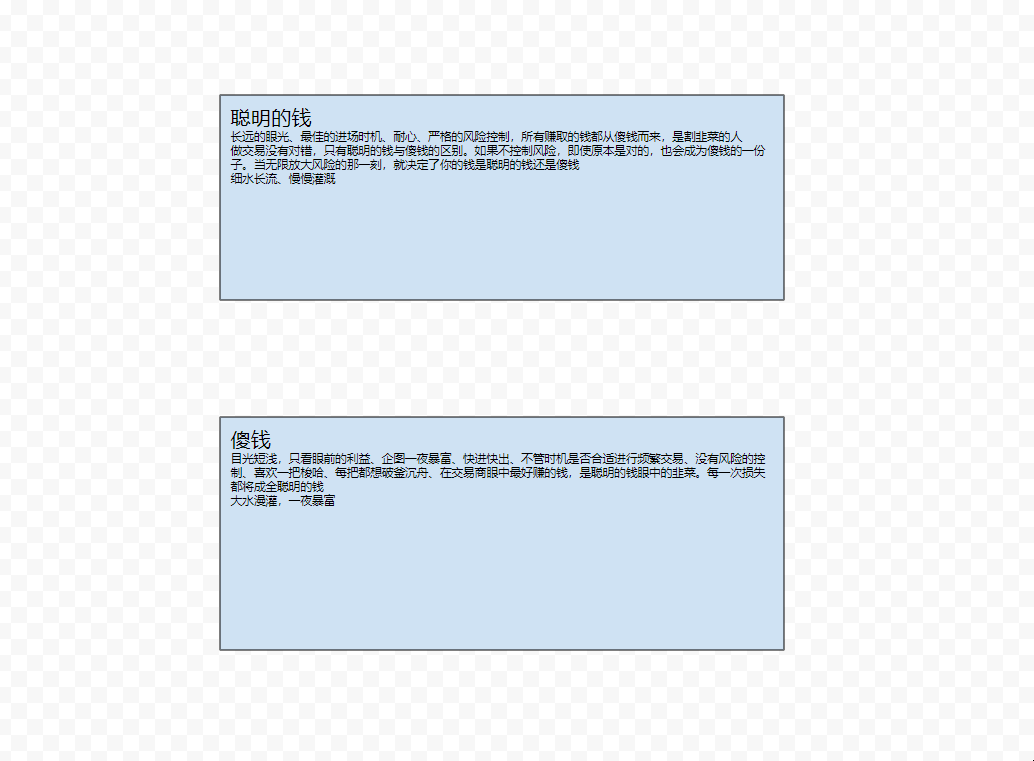 聪明的钱
长远的眼光、最佳的进场时机、耐心、严格的风险控制，所有赚取的钱都从傻钱而来，是割韭菜的人
做交易没有对错，只有聪明的钱与傻钱的区别。如果不控制风险，即使原本是对的，也会成为傻钱的一份
子。当无限放大风险的那一刻，就决定了你的钱是聪明的钱还是傻钱
细水长流、慢慢灌溉
傻钱
目光短浅，只看眼前的利益、企图一夜暴富、快进快出、不管时机是否合适进行频繁交易、没有风险的控
制、喜欢一把梭哈、每把都想破釜沉舟、在交易商眼中最好赚的钱，是聪明的钱眼中的韭菜。每一次损失
都将成全聪明的钱
大水漫灌，一夜暴富